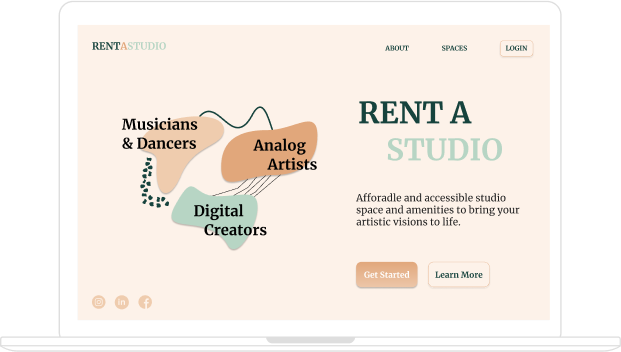 RENTASTUDIO
ABOUT SPACES LOGIN
Musicians
& Dancers
Analog
Artists
Digital
Creators
RENT A
STUDIO
Afforadle and accessible studio
space and amenities to bring your
artistic visions to life.
Get Started Learn More